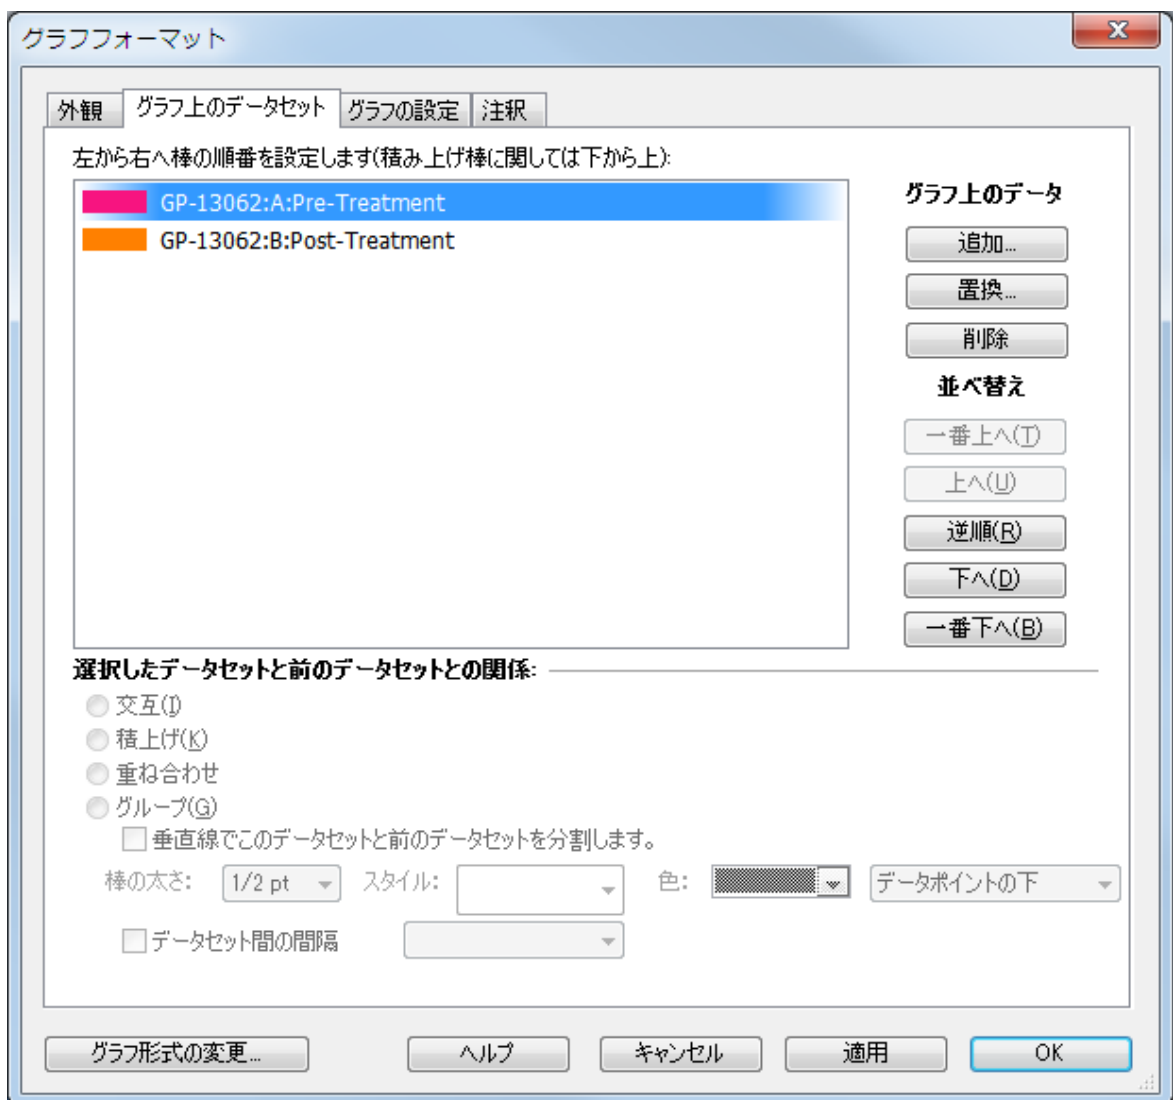 グラフフォーマット
外観 グラフ上のデータセット グラフの設定 注釈
左から右へ棒の順番を設定します(積み上げ棒に関しては下から上):
GP-13062:A:Pre-Treatment
GP-13062:B:Post-Treatment
グラフ上のデータ
追加...
置換...
削除
並べ替え
一番上へ(T)
上へ(U)
逆順(R)
下へ(D)
一番下へ(B)
選択したデータセットと前のデータセットとの関係:
交互(I)
積上げ(K)
重ね合わせ
グループ(G)
垂直線でこのデータセットと前のデータセットを分割します。
棒の太さ: 1/2 pt スタイル: 色: データポイントの下
データセット間の間隔
グラフ形式の変更... ヘルプ キャンセル 適用 OK